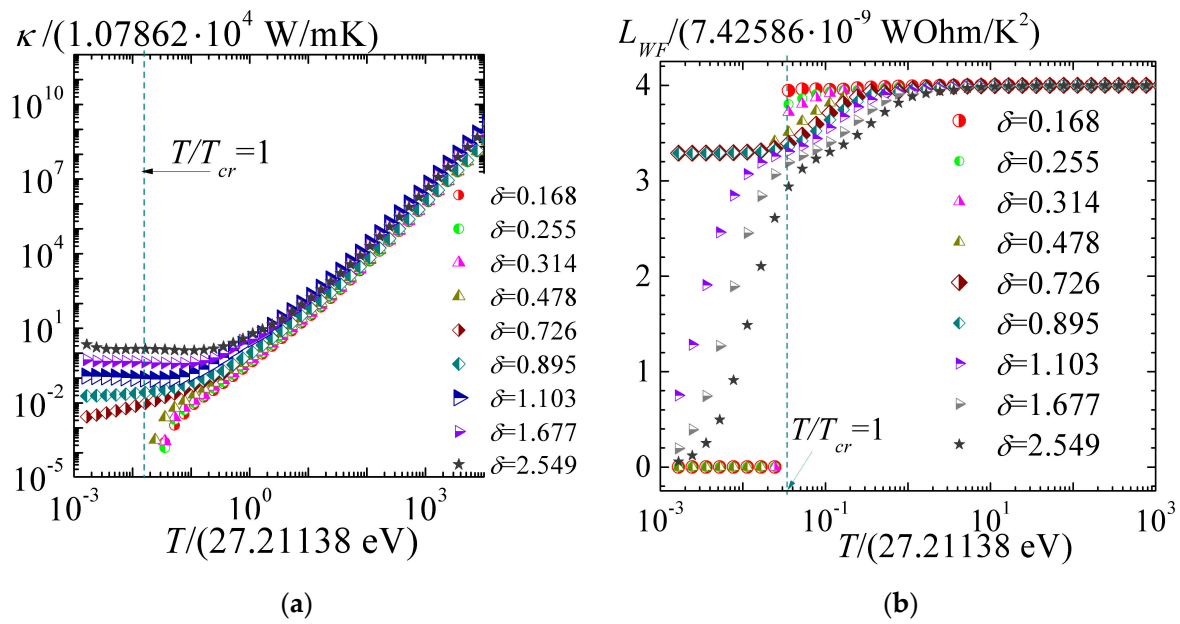 κ/(1.07862·10⁴ W/mK)
10¹⁰
10⁷
10⁴
10¹
10⁻²
10⁻⁵
T/T_cr=1
δ=0.168
δ=0.255
δ=0.314
δ=0.478
δ=0.726
δ=0.895
δ=1.103
δ=1.677
δ=2.549
10⁻³ 10⁰ 10³
T/(27.21138 eV)
(a)
L_WF/(7.42586·10⁻⁹ WOhm/K²)
4
3
2
1
0
δ=0.168
δ=0.255
δ=0.314
δ=0.478
δ=0.726
δ=0.895
δ=1.103
δ=1.677
δ=2.549
T/T_cr=1
10⁻³ 10⁻¹ 10¹ 10³
T/(27.21138 eV)
(b)